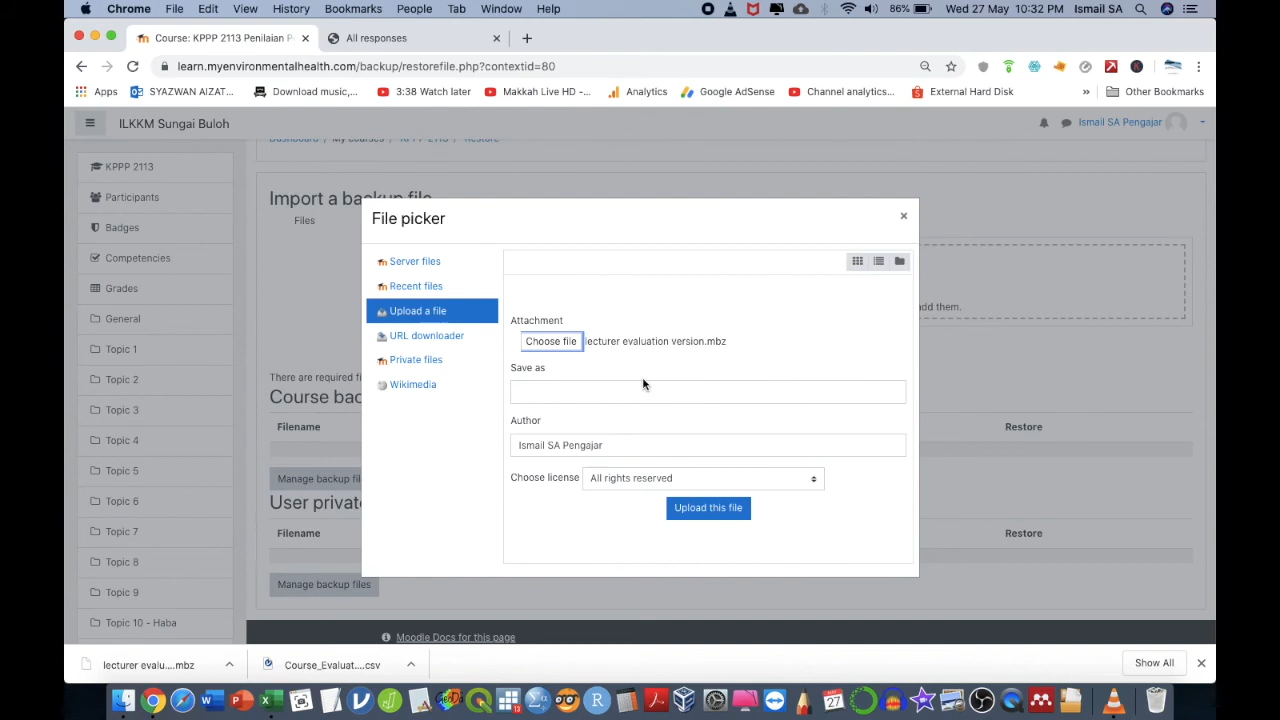 Chrome File Edit View History Bookmarks People Tab Window Help 86% Wed 27 May 10:32 PM Ismail SA
Course: KPPP 2113 Penilaian P All responses
learn.myenvironmentalhealth.com/backup/restorefile.php?contextid=80
Apps SYAZWAN AIZAT... Download music,... 3:38 Watch later Makkah Live HD -... Analytics Google AdSense Channel analytics... External Hard Disk » Other Bookmarks
ILKKM Sungai Buloh Ismail SA Pengajar
Dashboard My courses KPPP 2113 Restore
KPPP 2113
Participants
Badges
Competencies
Grades
General
Topic 1
Topic 2
Topic 3
Topic 4
Topic 5
Topic 6
Topic 7
Topic 8
Topic 9
Topic 10 - Haba
Import a backup file
Files
add them.
There are required fi
Course bac
Filename Restore
Manage backup fil
User privat
Filename Restore
Manage backup files
Moodle Docs for this page
File picker
×
Server files
Recent files
Upload a file
URL downloader
Private files
Wikimedia
Attachment
Choose file lecturer evaluation version.mbz
Save as
Author
Ismail SA Pengajar
Choose license All rights reserved
Upload this file
lecturer evalu....mbz Course_Evaluat....csv Show All